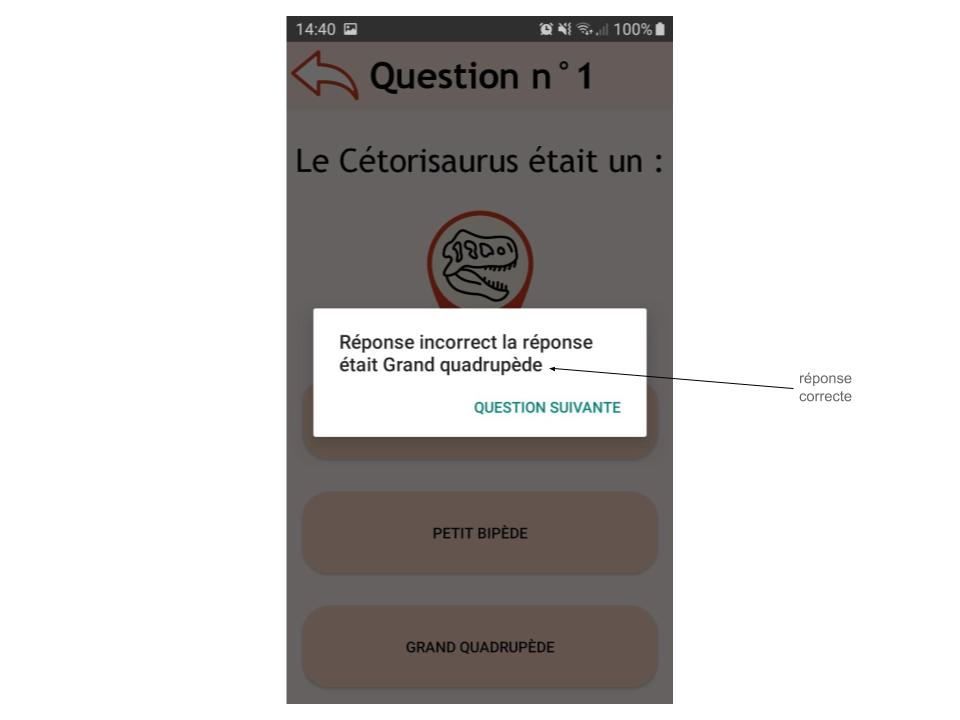 14:40 100%
Question n°1
Le Cétorisaurus était un :
Réponse incorrect la réponse
était Grand quadrupède
réponse
correcte
QUESTION SUIVANTE
PETIT BIPÈDE
GRAND QUADRUPÈDE